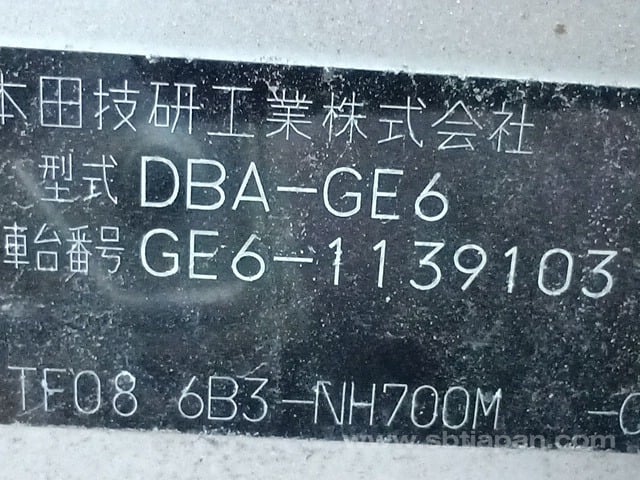 本田技研工業株式会社
型式 DBA-GE6
車台番号 GE6-1139103
TF08 6B3-NH700M -
www.sbtjapan.com